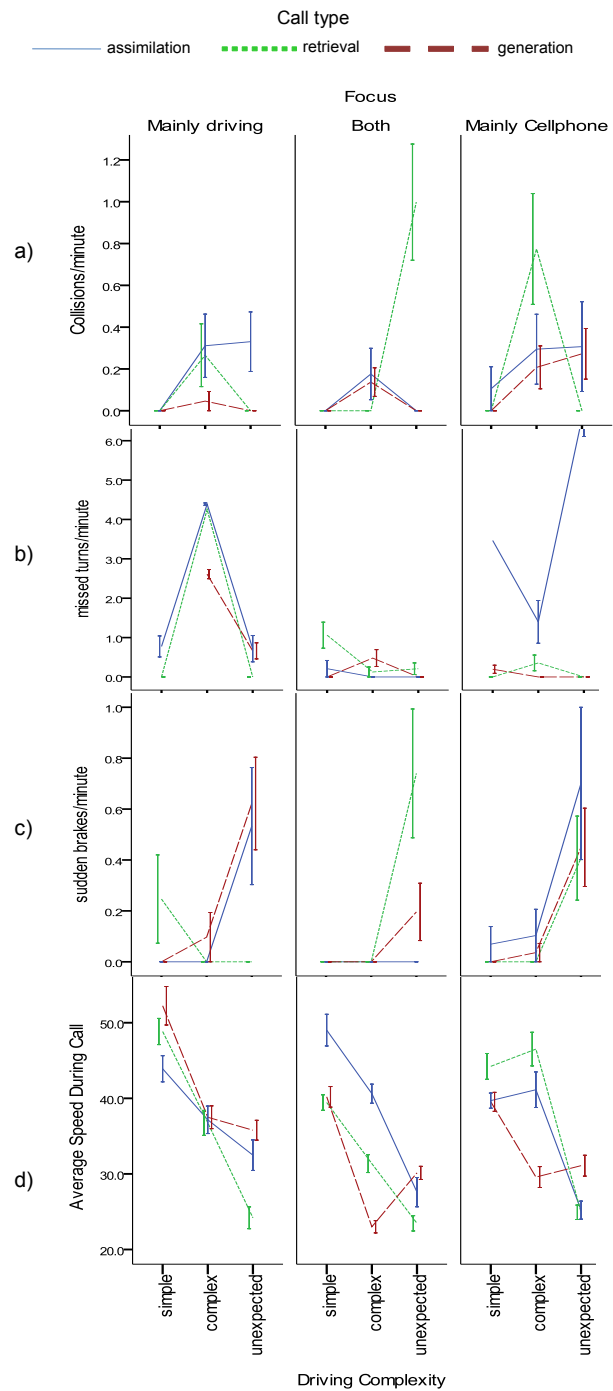 Call type
assimilation retrieval generation
Focus
Mainly driving Both Mainly Cellphone
a)
Collisions/minute
1.2
1.0
0.8
0.6
0.4
0.2
0.0
b)
missed turns/minute
6.0
5.0
4.0
3.0
2.0
1.0
0.0
c)
sudden brakes/minute
1.0
0.8
0.6
0.4
0.2
0.0
d)
Average Speed During Call
50.0
40.0
30.0
20.0
simple complex unexpected simple complex unexpected simple complex unexpected
Driving Complexity